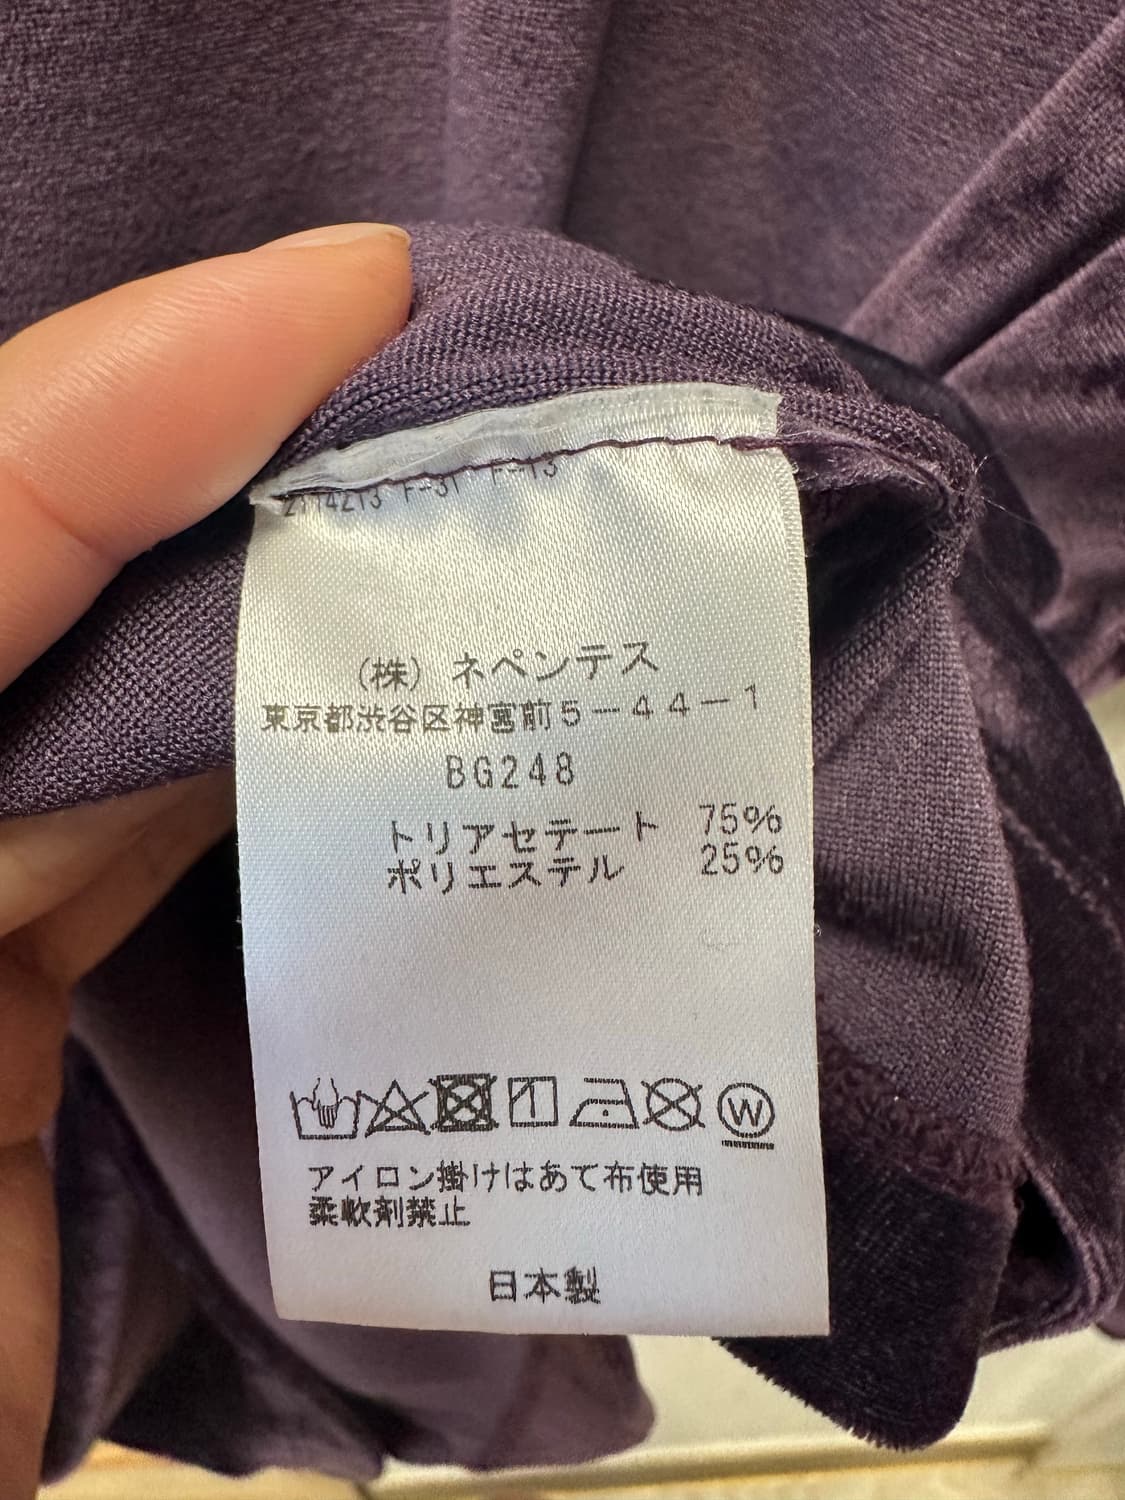 F-31 F-13
(株) ネペンテス
東京都渋谷区神宮前5-44-1
BG248
トリアセテート 75%
ポリエステル 25%
W
アイロン掛けはあて布使用
柔軟剤禁止
日本製